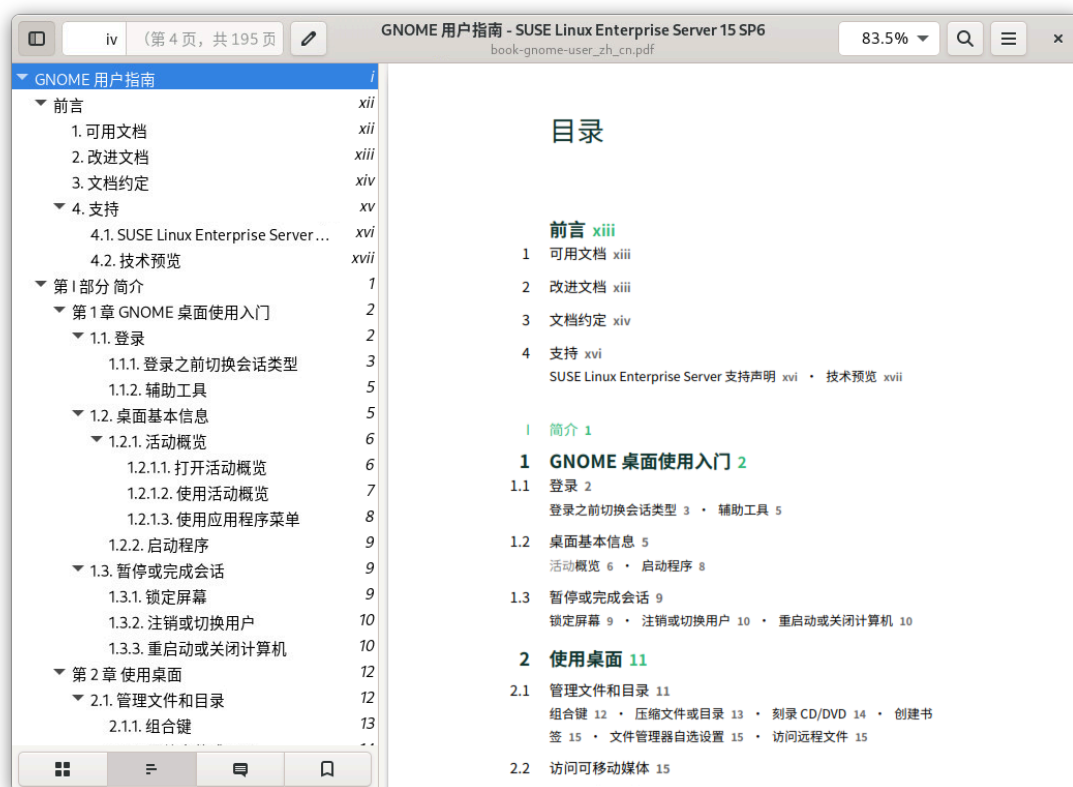 iv (第 4 页，共 195 页
GNOME 用户指南 - SUSE Linux Enterprise Server 15 SP6
book-gnome-user_zh_cn.pdf
83.5%
GNOME 用户指南 i
前言 xii
1. 可用文档 xii
2. 改进文档 xiii
3. 文档约定 xiv
4. 支持 xv
4.1. SUSE Linux Enterprise Server… xvi
4.2. 技术预览 xvii
第 I 部分 简介 1
第 1 章 GNOME 桌面使用入门 2
1.1. 登录 2
1.1.1. 登录之前切换会话类型 3
1.1.2. 辅助工具 5
1.2. 桌面基本信息 5
1.2.1. 活动概览 6
1.2.1.1. 打开活动概览 6
1.2.1.2. 使用活动概览 7
1.2.1.3. 使用应用程序菜单 8
1.2.2. 启动程序 9
1.3. 暂停或完成会话 9
1.3.1. 锁定屏幕 9
1.3.2. 注销或切换用户 10
1.3.3. 重启动或关闭计算机 10
第 2 章 使用桌面 12
2.1. 管理文件和目录 12
2.1.1. 组合键 13
目录
前言 xiii
1 可用文档 xiii
2 改进文档 xiii
3 文档约定 xiv
4 支持 xvi
SUSE Linux Enterprise Server 支持声明 xvi • 技术预览 xvii
I 简介 1
1 GNOME 桌面使用入门 2
1.1 登录 2
登录之前切换会话类型 3 • 辅助工具 5
1.2 桌面基本信息 5
活动概览 6 • 启动程序 8
1.3 暂停或完成会话 9
锁定屏幕 9 • 注销或切换用户 10 • 重启动或关闭计算机 10
2 使用桌面 11
2.1 管理文件和目录 11
组合键 12 • 压缩文件或目录 13 • 刻录 CD/DVD 14 • 创建书
签 15 • 文件管理器自选设置 15 • 访问远程文件 15
2.2 访问可移动媒体 15